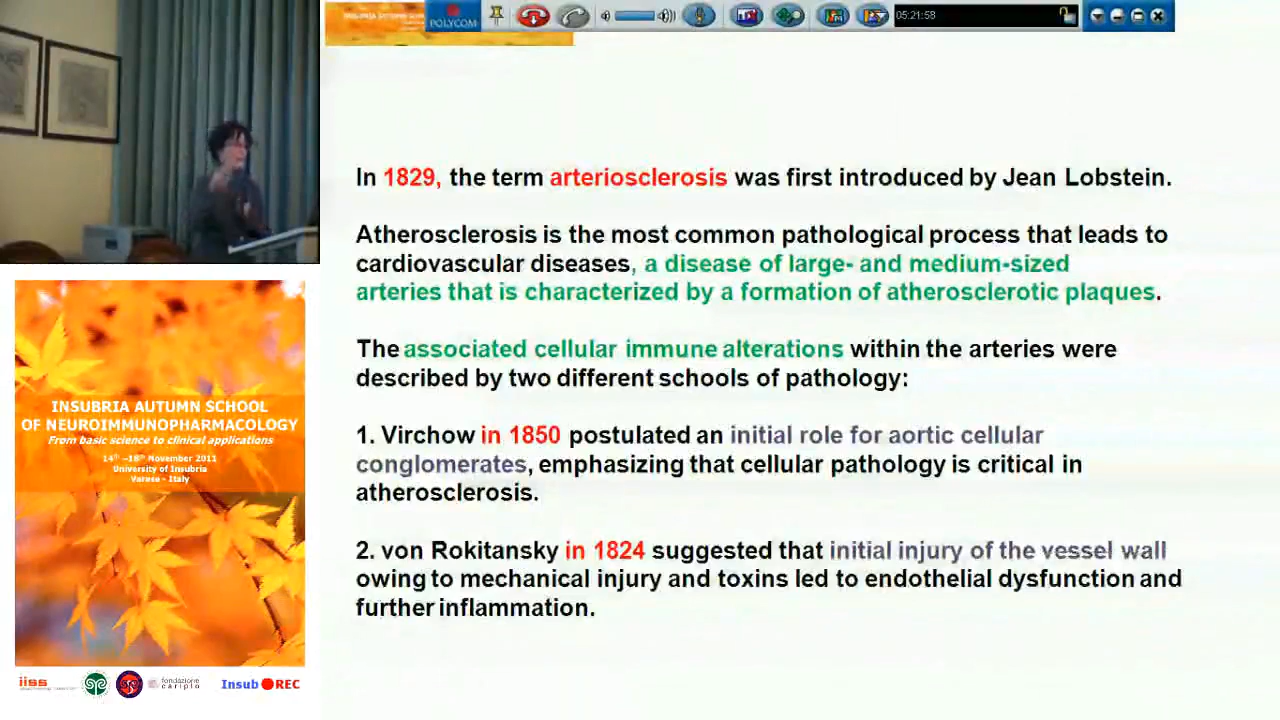 POLYCOM
05:21:58
In 1829, the term arteriosclerosis was first introduced by Jean Lobstein.
Atherosclerosis is the most common pathological process that leads to
cardiovascular diseases, a disease of large- and medium-sized
arteries that is characterized by a formation of atherosclerotic plaques.
The associated cellular immune alterations within the arteries were
described by two different schools of pathology:
1. Virchow in 1850 postulated an initial role for aortic cellular
conglomerates, emphasizing that cellular pathology is critical in
atherosclerosis.
2. von Rokitansky in 1824 suggested that initial injury of the vessel wall
owing to mechanical injury and toxins led to endothelial dysfunction and
further inflammation.
INSUBRIA AUTUMN SCHOOL
OF NEUROIMMUNOPHARMACOLOGY
From basic science to clinical applications
14th -18th November 2011
University of Insubria
Varese - Italy
iiss
fondazione
cariplo
Insub REC